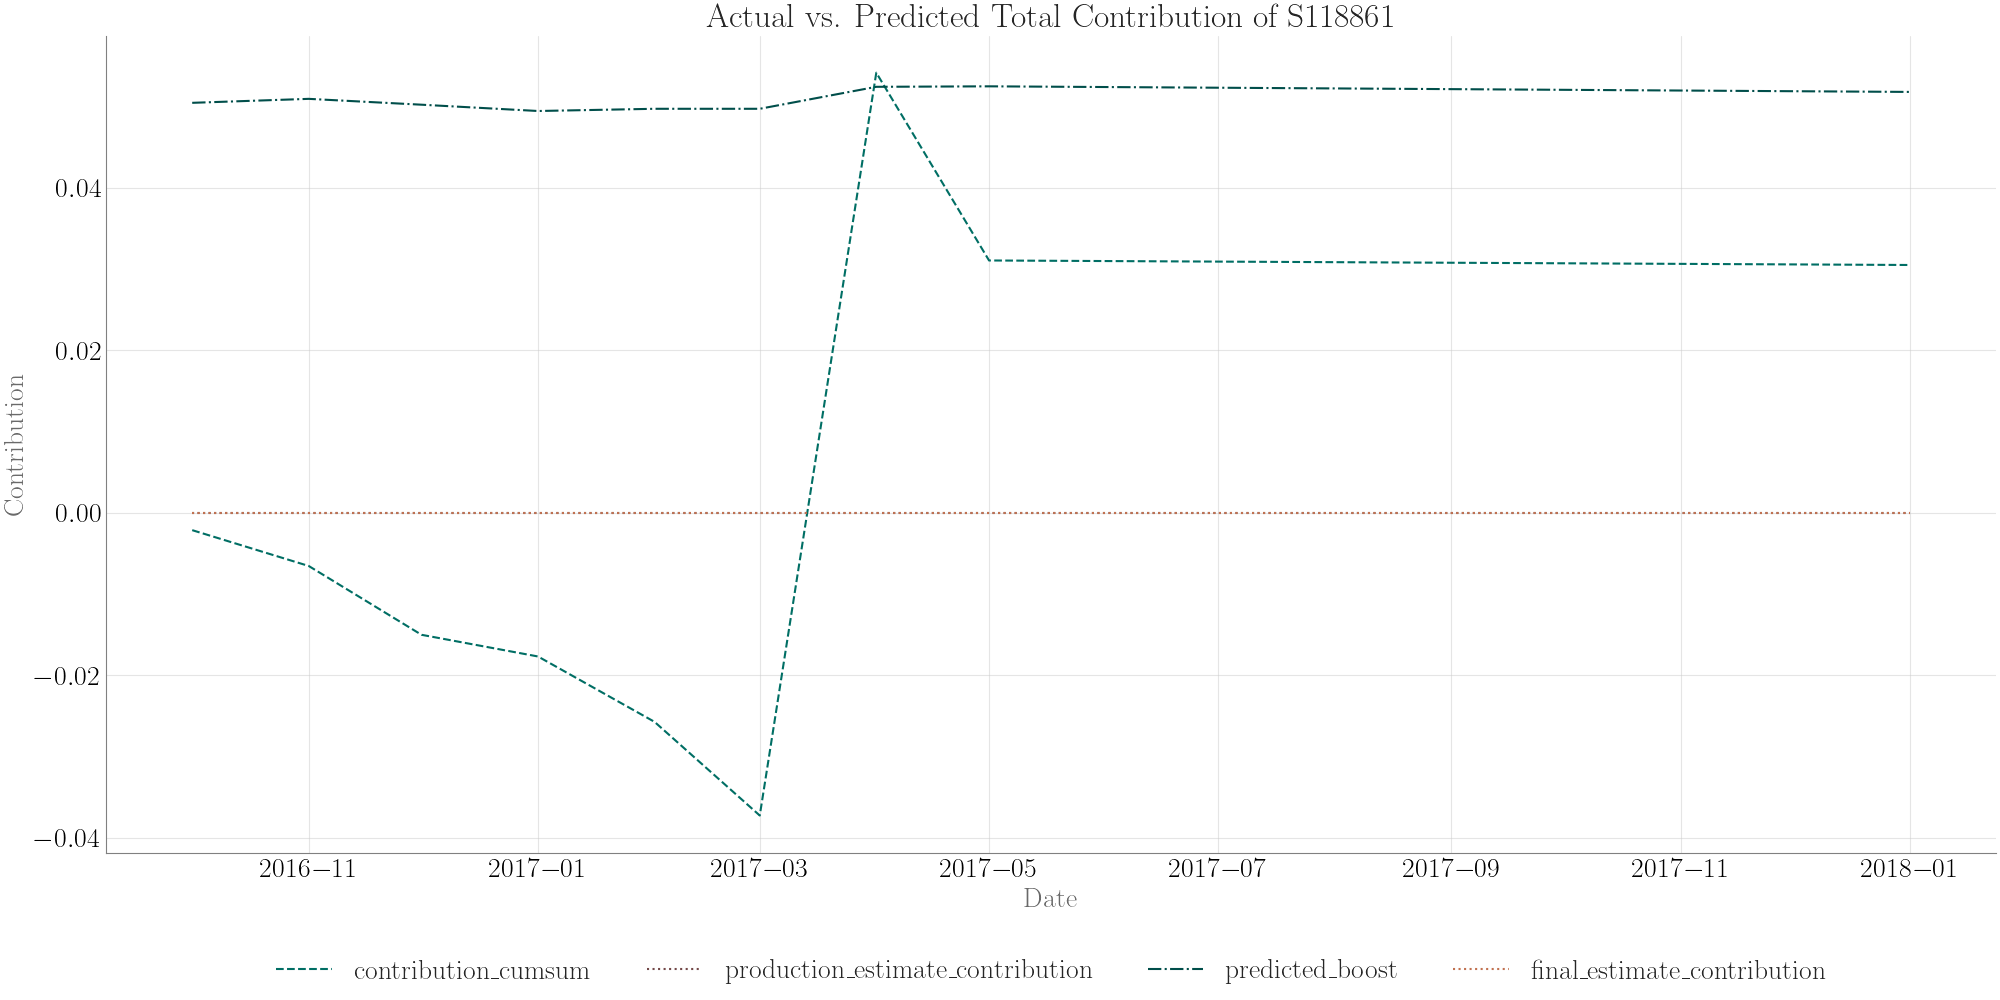 Actual vs. Predicted Total Contribution of S118861
Contribution
0.04
0.02
0.00
−0.02
−0.04
2016−11 2017−01 2017−03 2017−05 2017−07 2017−09 2017−11 2018−01
Date
contribution_cumsum production_estimate_contribution predicted_boost final_estimate_contribution